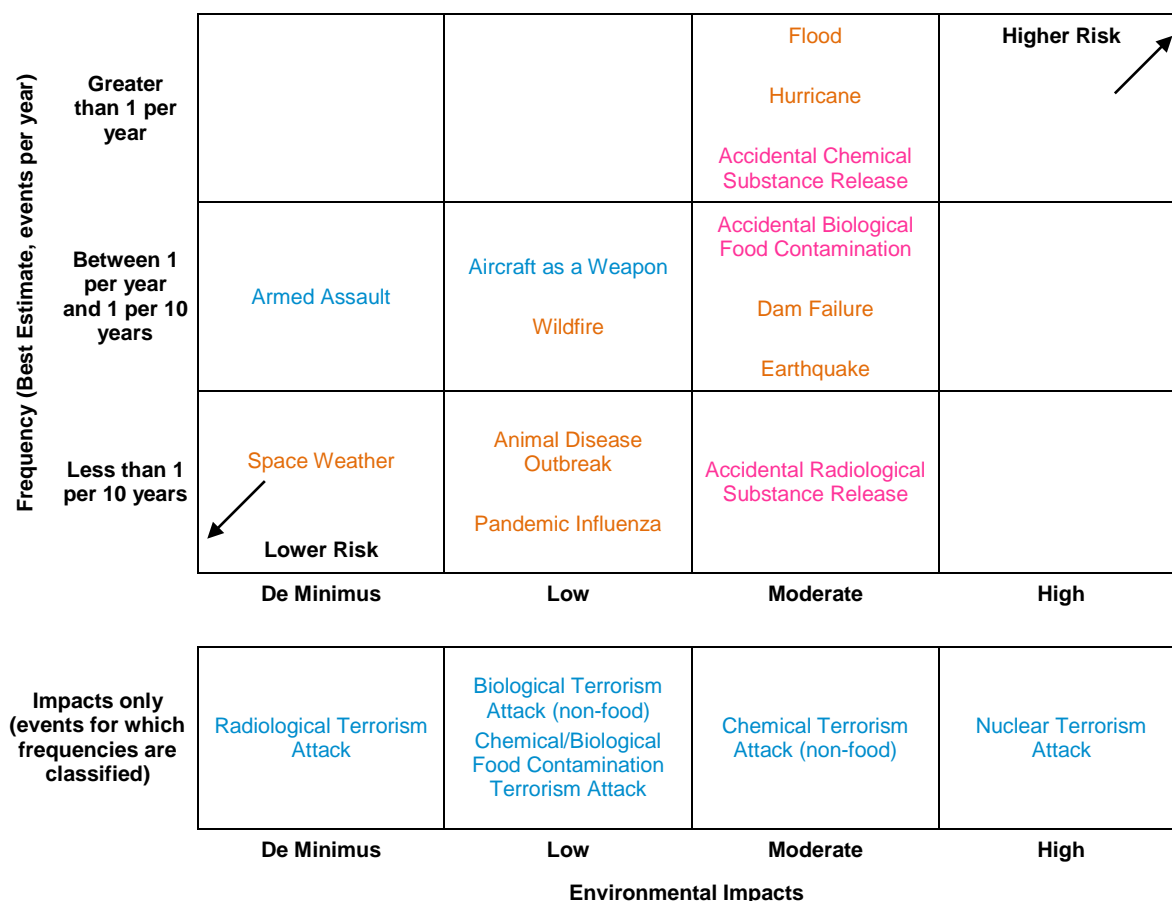 Frequency (Best Estimate, events per year)
Greater
than 1 per
year
Flood
Hurricane
Accidental Chemical
Substance Release
Higher Risk
Between 1
per year
and 1 per 10
years
Armed Assault
Aircraft as a Weapon
Wildfire
Accidental Biological
Food Contamination
Dam Failure
Earthquake
Less than 1
per 10 years
Space Weather
Lower Risk
Animal Disease
Outbreak
Pandemic Influenza
Accidental Radiological
Substance Release
De Minimus
Low
Moderate
High
Impacts only
(events for which
frequencies are
classified)
Radiological Terrorism
Attack
Biological Terrorism
Attack (non-food)
Chemical/Biological
Food Contamination
Terrorism Attack
Chemical Terrorism
Attack (non-food)
Nuclear Terrorism
Attack
De Minimus
Low
Moderate
High
Environmental Impacts